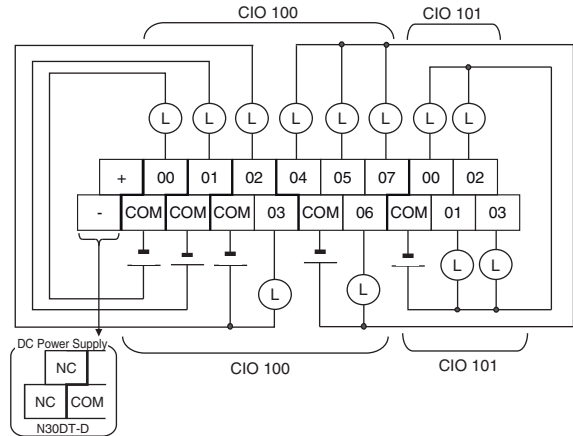 CIO 100 CIO 101
L L L L L L L L
+ 00 01 02 04 05 07 00 02
- COM COM COM 03 COM 06 COM 01 03
L L
L L
DC Power Supply
NC
NC COM
N30DT-D
CIO 100 CIO 101